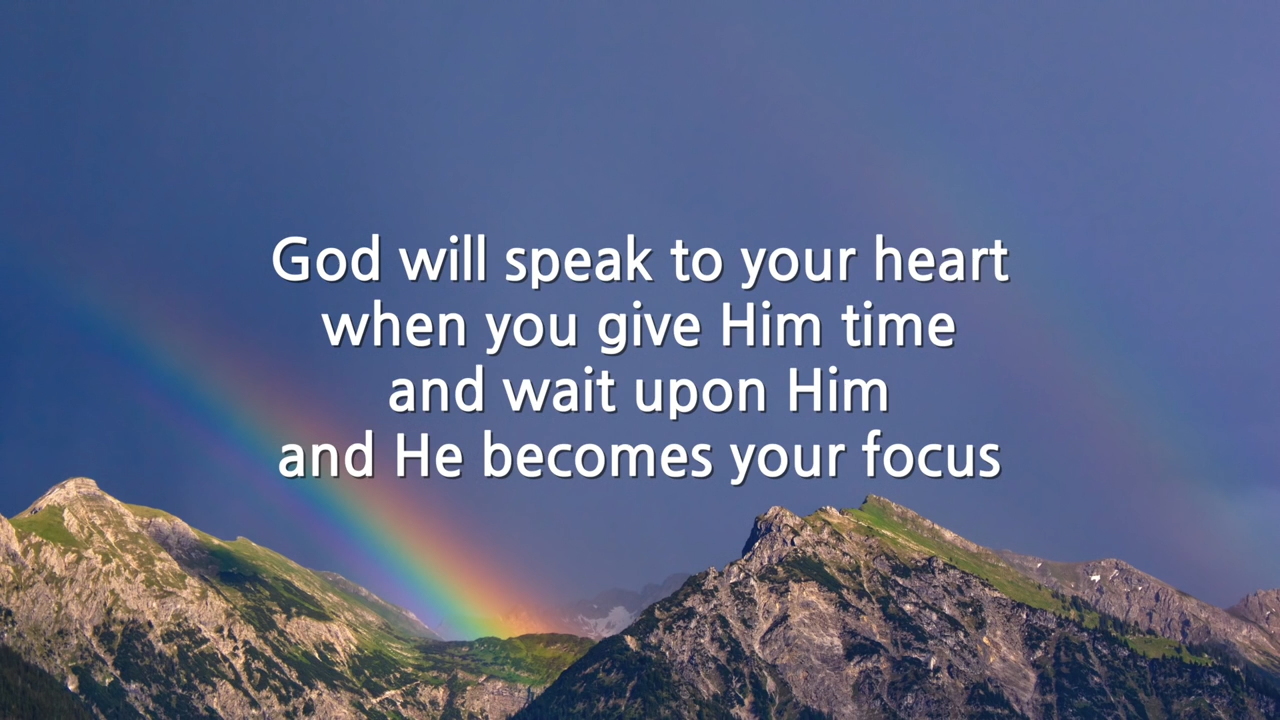 God will speak to your heart
when you give Him time
and wait upon Him
and He becomes your focus